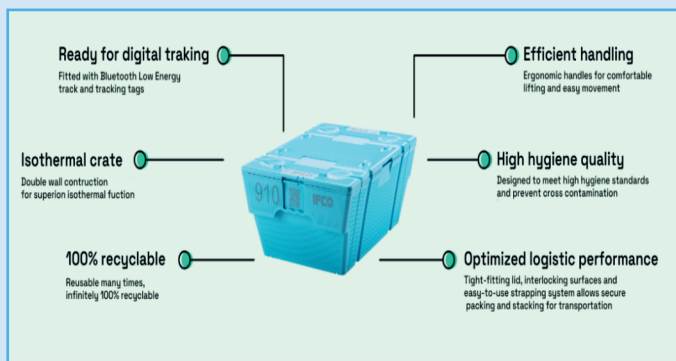 Ready for digital traking
Fitted with Bluetooth Low Energy
track and tracking tags
Efficient handling
Ergonomic handles for comfortable
lifting and easy movement
Isothermal crate
Double wall contruction
for superion isothermal fuction
High hygiene quality
Designed to meet high hygiene standards
and prevent cross contamination
910
IFCO
100% recyclable
Reusable many times,
infinitely 100% recyclable
Optimized logistic performance
Tight-fitting lid, interlocking surfaces and
easy-to-use strapping system allows secure
packing and stacking for transportation